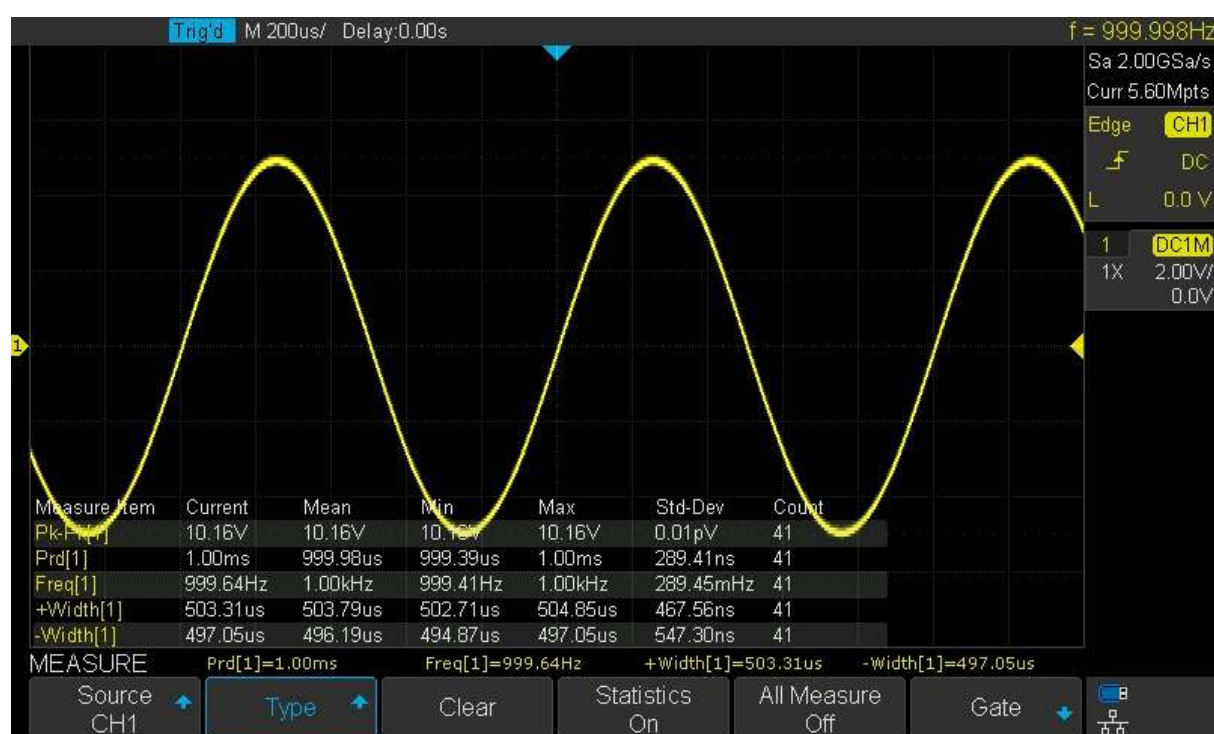 Trig'd M 200us/ Delay:0.00s f = 999.998Hz
Sa 2.00GSa/s
Curr 5.60Mpts
Edge CH1
DC
L 0.0 V
1 DC1M
1X 2.00V/
0.0V
1
Measure Item Current Mean Min Max Std-Dev Count
Pk-Pk[1] 10.16V 10.16V 10.16V 10.16V 0.01pV 41
Prd[1] 1.00ms 999.98us 999.39us 1.00ms 289.41ns 41
Freq[1] 999.64Hz 1.00kHz 999.41Hz 1.00kHz 289.45mHz 41
+Width[1] 503.31us 503.79us 502.71us 504.85us 467.56ns 41
-Width[1] 497.05us 496.19us 494.87us 497.05us 547.30ns 41
MEASURE Prd[1]=1.00ms Freq[1]=999.64Hz +Width[1]=503.31us -Width[1]=497.05us
Source Type Clear Statistics All Measure Gate
CH1 On Off